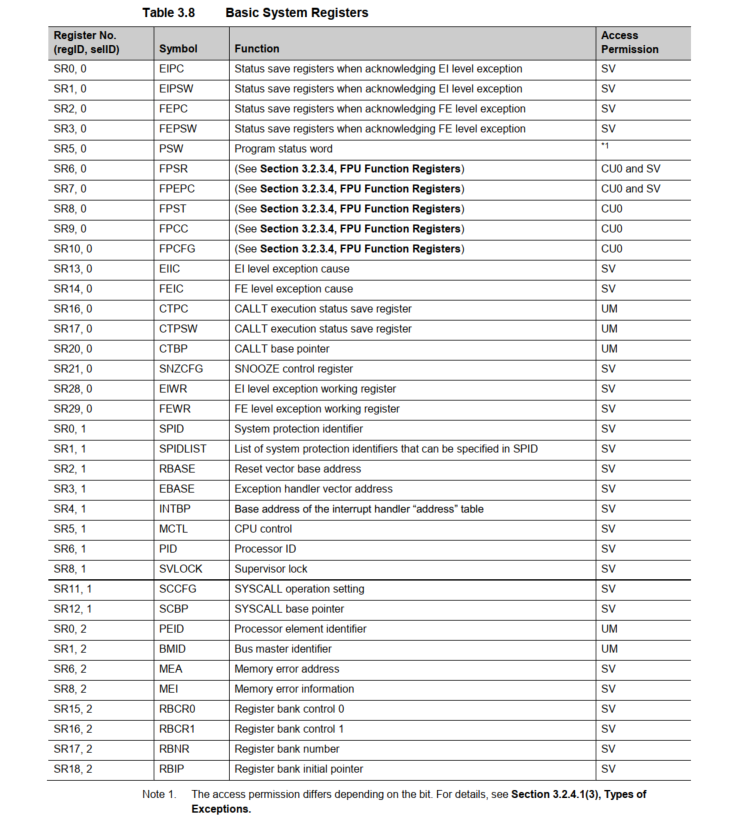 Table 3.8 Basic System Registers
Register No. (regID, selID) Symbol Function Access Permission
SR0, 0 EIPC Status save registers when acknowledging EI level exception SV
SR1, 0 EIPSW Status save registers when acknowledging EI level exception SV
SR2, 0 FEPC Status save registers when acknowledging FE level exception SV
SR3, 0 FEPSW Status save registers when acknowledging FE level exception SV
SR5, 0 PSW Program status word *1
SR6, 0 FPSR (See Section 3.2.3.4, FPU Function Registers) CU0 and SV
SR7, 0 FPEPC (See Section 3.2.3.4, FPU Function Registers) CU0 and SV
SR8, 0 FPST (See Section 3.2.3.4, FPU Function Registers) CU0
SR9, 0 FPCC (See Section 3.2.3.4, FPU Function Registers) CU0
SR10, 0 FPCFG (See Section 3.2.3.4, FPU Function Registers) CU0
SR13, 0 EIIC EI level exception cause SV
SR14, 0 FEIC FE level exception cause SV
SR16, 0 CTPC CALLT execution status save register UM
SR17, 0 CTPSW CALLT execution status save register UM
SR20, 0 CTBP CALLT base pointer UM
SR21, 0 SNZCFG SNOOZE control register SV
SR28, 0 EIWR EI level exception working register SV
SR29, 0 FEWR FE level exception working register SV
SR0, 1 SPID System protection identifier SV
SR1, 1 SPIDLIST List of system protection identifiers that can be specified in SPID SV
SR2, 1 RBASE Reset vector base address SV
SR3, 1 EBASE Exception handler vector address SV
SR4, 1 INTBP Base address of the interrupt handler “address” table SV
SR5, 1 MCTL CPU control SV
SR6, 1 PID Processor ID SV
SR8, 1 SVLOCK Supervisor lock SV
SR11, 1 SCCFG SYSCALL operation setting SV
SR12, 1 SCBP SYSCALL base pointer SV
SR0, 2 PEID Processor element identifier UM
SR1, 2 BMID Bus master identifier UM
SR6, 2 MEA Memory error address SV
SR8, 2 MEI Memory error information SV
SR15, 2 RBCR0 Register bank control 0 SV
SR16, 2 RBCR1 Register bank control 1 SV
SR17, 2 RBNR Register bank number SV
SR18, 2 RBIP Register bank initial pointer SV
Note 1. The access permission differs depending on the bit. For details, see Section 3.2.4.1(3), Types of
Exceptions.